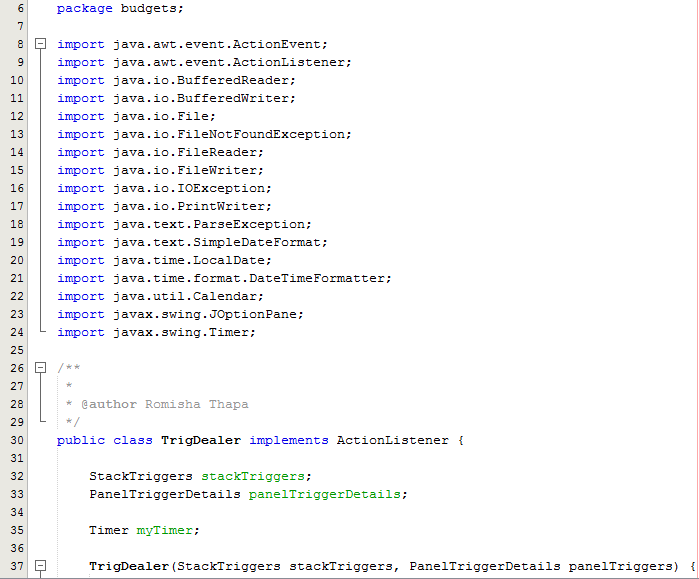 6 package budgets;
7
8 import java.awt.event.ActionEvent;
9 import java.awt.event.ActionListener;
10 import java.io.BufferedReader;
11 import java.io.BufferedWriter;
12 import java.io.File;
13 import java.io.FileNotFoundException;
14 import java.io.FileReader;
15 import java.io.FileWriter;
16 import java.io.IOException;
17 import java.io.PrintWriter;
18 import java.text.ParseException;
19 import java.text.SimpleDateFormat;
20 import java.time.LocalDate;
21 import java.time.format.DateTimeFormatter;
22 import java.util.Calendar;
23 import javax.swing.JOptionPane;
24 import javax.swing.Timer;
25
26 /**
27 *
28 * @author Romisha Thapa
29 */
30 public class TrigDealer implements ActionListener {
31
32 StackTriggers stackTriggers;
33 PanelTriggerDetails panelTriggerDetails;
34
35 Timer myTimer;
36
37 TrigDealer(StackTriggers stackTriggers, PanelTriggerDetails panelTriggers) {